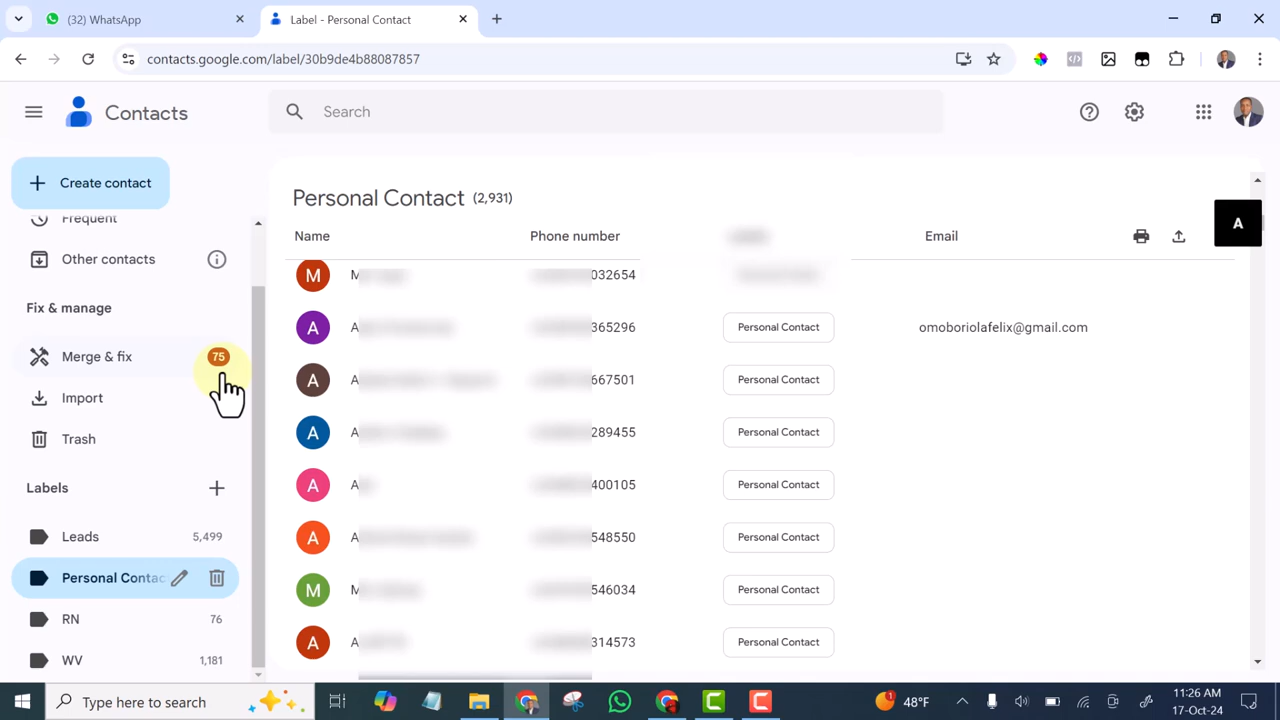 (32) WhatsApp
Label - Personal Contact
contacts.google.com/label/30b9de4b88087857
Contacts
Search
Create contact
Frequent
Other contacts
Fix & manage
Merge & fix 75
Import
Trash
Labels
Leads 5,499
Personal Contac
RN 76
WV 1,181
Personal Contact (2,931)
A
Name Phone number Email
M M 032654
A A 365296 Personal Contact omoboriolafelix@gmail.com
A A 667501 Personal Contact
A A 289455 Personal Contact
A A 400105 Personal Contact
A A 548550 Personal Contact
M M 546034 Personal Contact
A A 314573 Personal Contact
Type here to search
1 48°F
11:26 AM
17-Oct-24